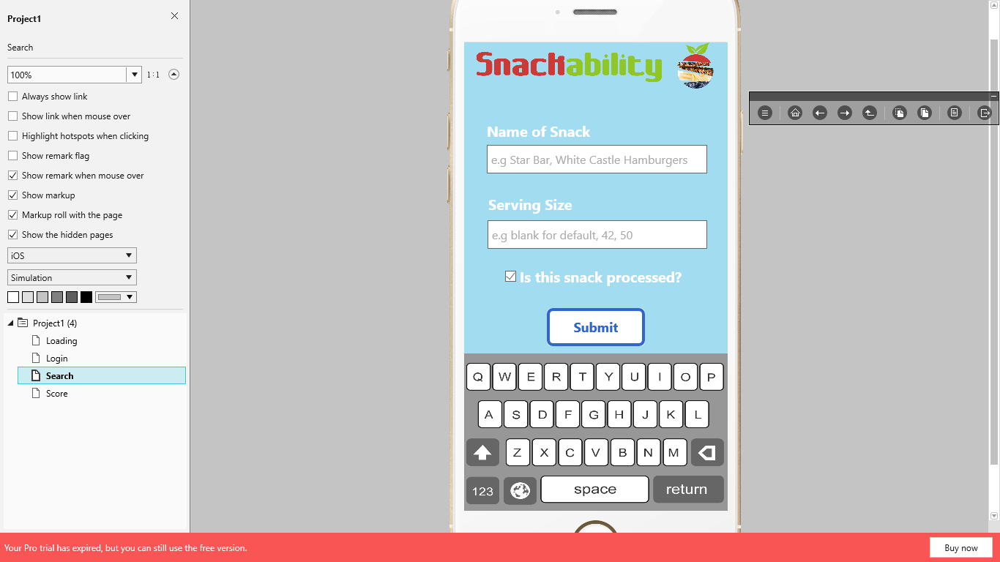 Project1
Search
100%
1:1
Always show link
Show link when mouse over
Highlight hotspots when clicking
Show remark flag
Show remark when mouse over
Show markup
Markup roll with the page
Show the hidden pages
iOS
Simulation
Project1 (4)
Loading
Login
Search
Score
Snackability
Name of Snack
e.g Star Bar, White Castle Hamburgers
Serving Size
e.g blank for default, 42, 50
Is this snack processed?
Submit
Q W E R T Y U I O P
A S D F G H J K L
Z X C V B N M
123 space return
Your Pro trial has expired, but you can still use the free version.
Buy now